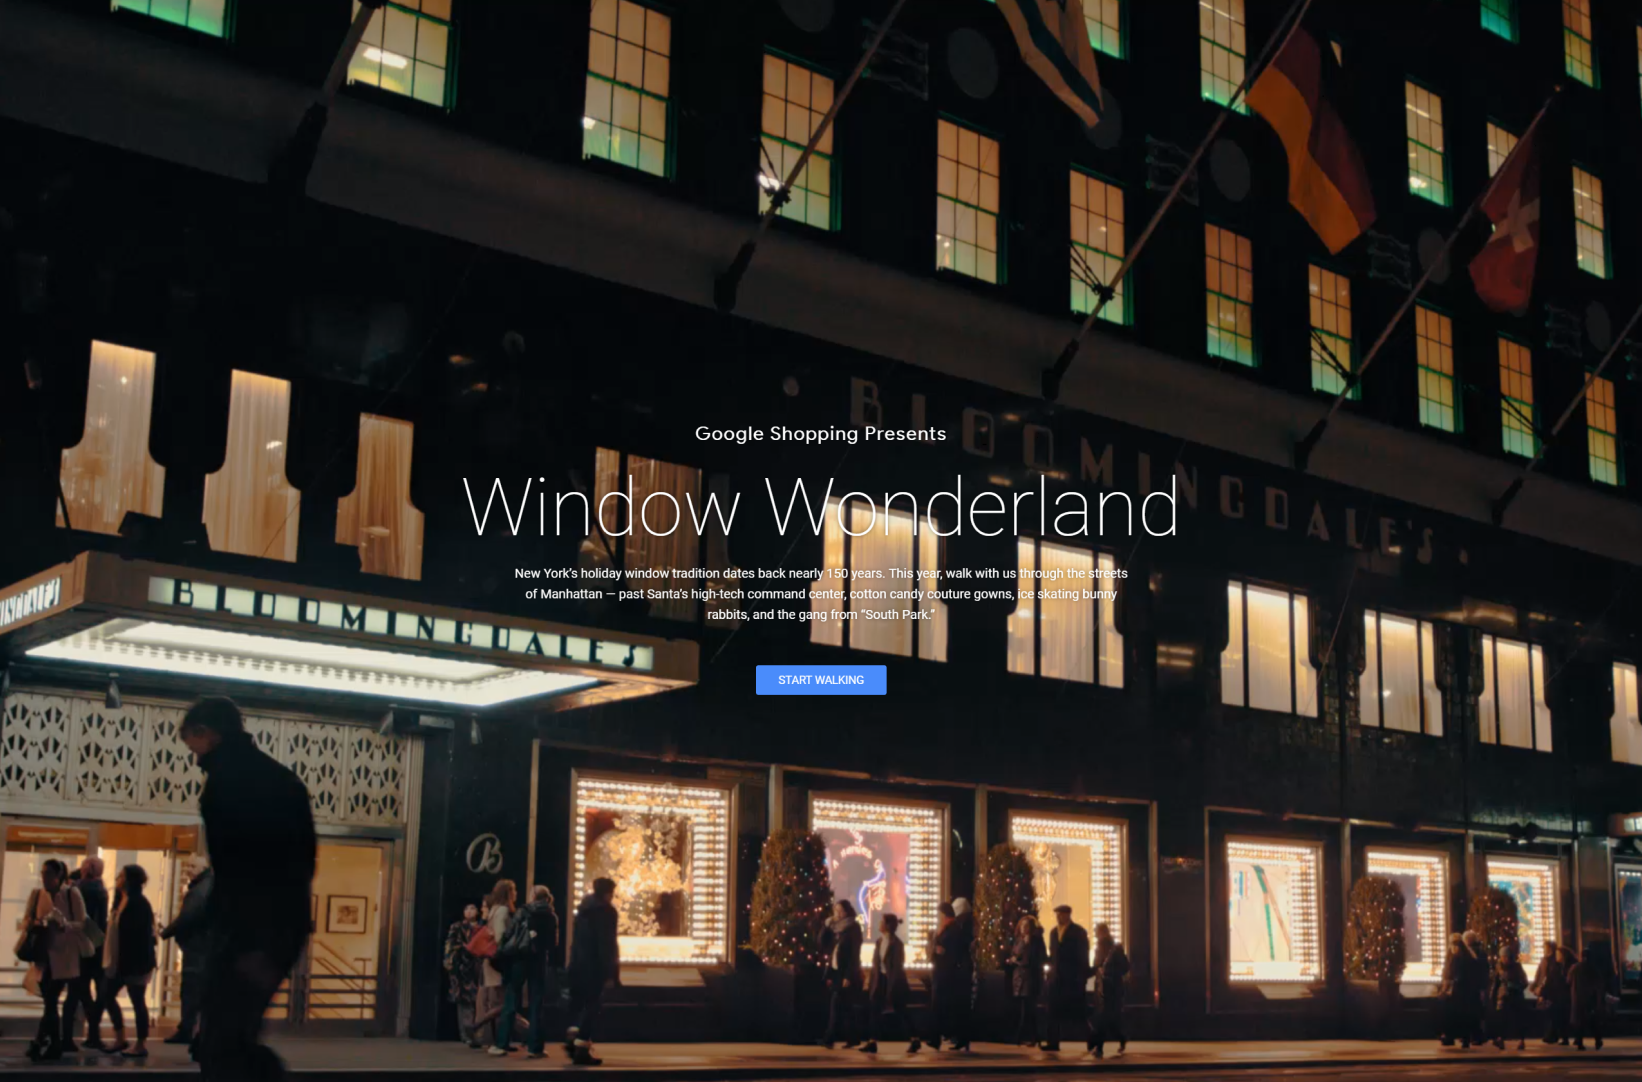 BLOOMINGDALE'S
Google Shopping Presents
Window Wonderland
New York's holiday window tradition dates back nearly 150 years. This year, walk with us through the streets
of Manhattan — past Santa's high-tech command center, cotton candy couture gowns, ice skating bunny
rabbits, and the gang from “South Park.”
BLOOMINGDALE'S
START WALKING
B